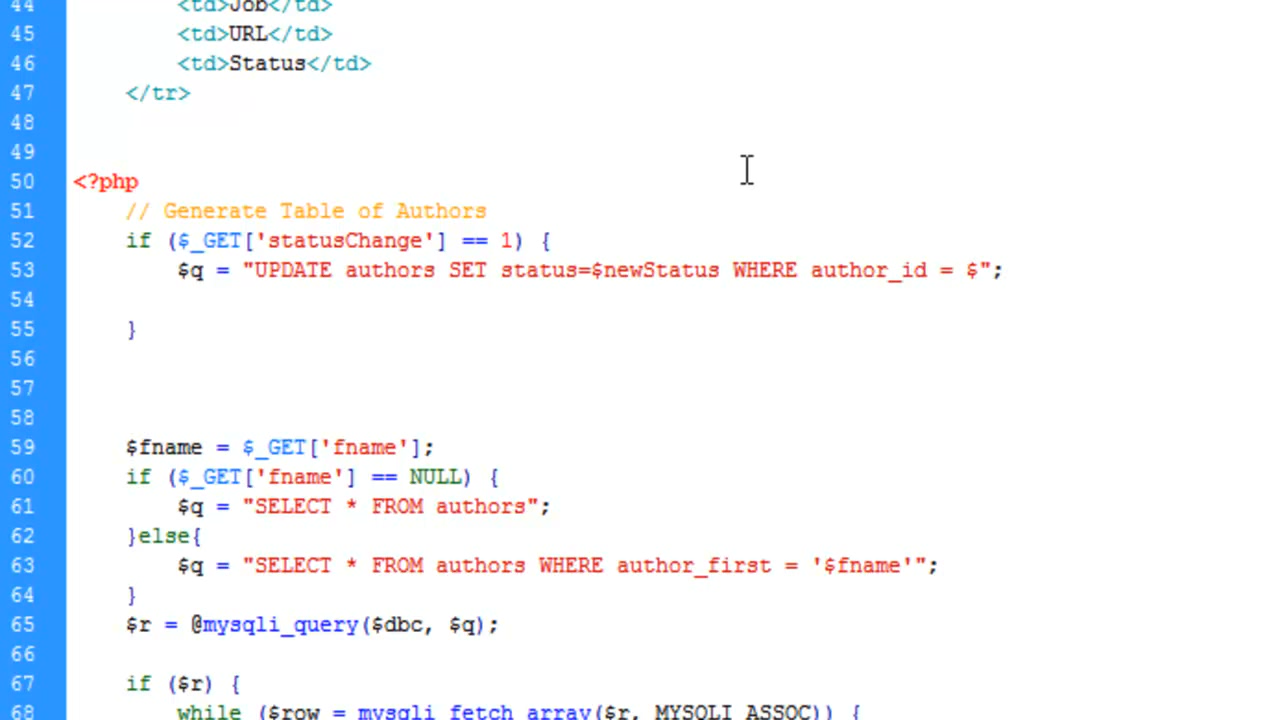 44 <td>Job</td>
45 <td>URL</td>
46 <td>Status</td>
47 </tr>
48
49
50 <?php
51 // Generate Table of Authors
52 if ($_GET['statusChange'] == 1) {
53 $q = "UPDATE authors SET status=$newStatus WHERE author_id = $";
54
55 }
56
57
58
59 $fname = $_GET['fname'];
60 if ($_GET['fname'] == NULL) {
61 $q = "SELECT * FROM authors";
62 }else{
63 $q = "SELECT * FROM authors WHERE author_first = '$fname'";
64 }
65 $r = @mysqli_query($dbc, $q);
66
67 if ($r) {
68 while ($row = mysqli_fetch_array($r, MYSQLI_ASSOC)) {